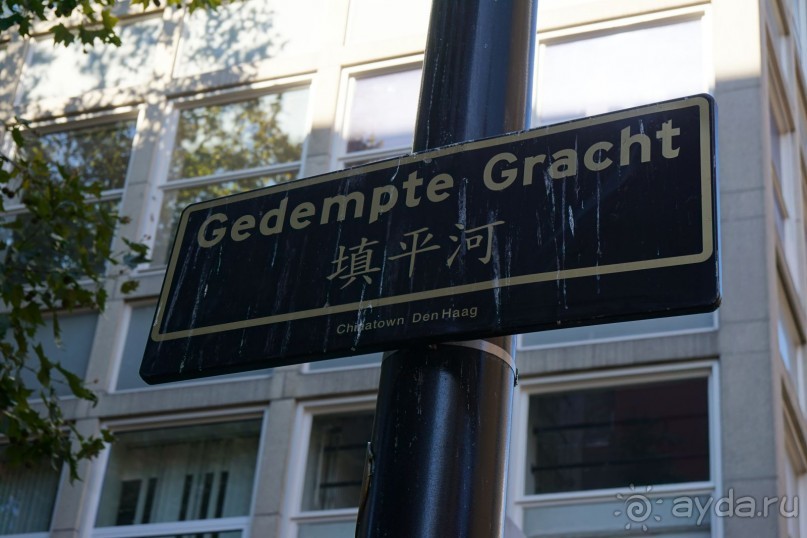 Gedempte Gracht
填平河
Chinatown Den Haag
ayda.ru